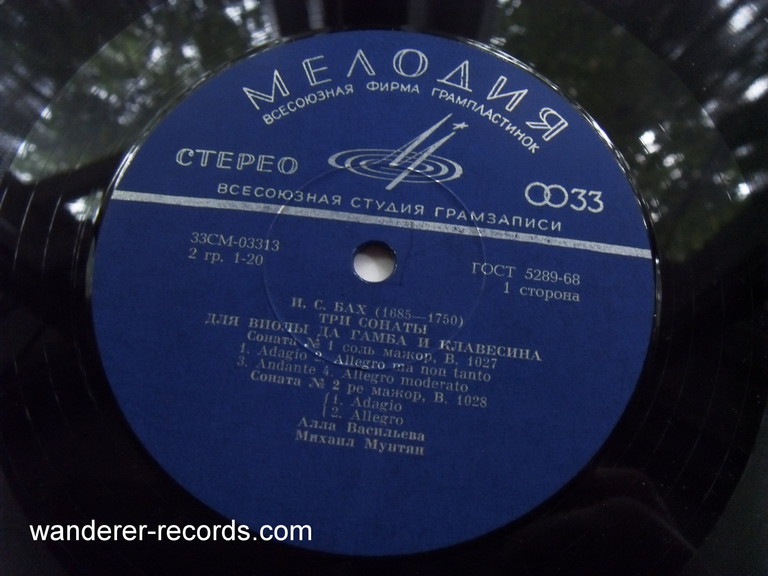 МЕЛОДИЯ
ВСЕСОЮЗНАЯ ФИРМА ГРАМПЛАСТИНОК
СТЕРЕО
33
ВСЕСОЮЗНАЯ СТУДИЯ ГРАМЗАПИСИ
33СМ-03313
2 гр. 1-20
ГОСТ 5289-68
1 сторона
И. С. БАХ (1685—1750)
ТРИ СОНАТЫ
ДЛЯ ВИОЛЫ ДА ГАМБА И КЛАВЕСИНА
Соната № 1 соль мажор, В. 1027
1. Adagio 2. Allegro ma non tanto
3. Andante 4. Allegro moderato
Соната № 2 ре мажор, В. 1028
1. Adagio
2. Allegro
Алла Васильева
Михаил Мунтян
wanderer-records.com